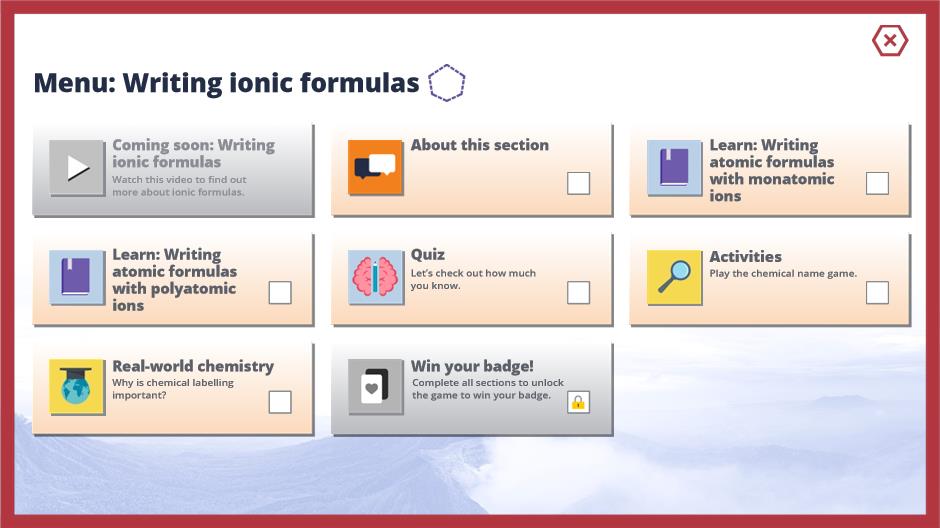 Menu: Writing ionic formulas
Coming soon: Writing
ionic formulas
Watch this video to find out
more about ionic formulas.
About this section
Learn: Writing
atomic formulas
with monatomic
ions
Learn: Writing
atomic formulas
with polyatomic
ions
Quiz
Let's check out how much
you know.
Activities
Play the chemical name game.
Real-world chemistry
Why is chemical labelling
important?
Win your badge!
Complete all sections to unlock
the game to win your badge.